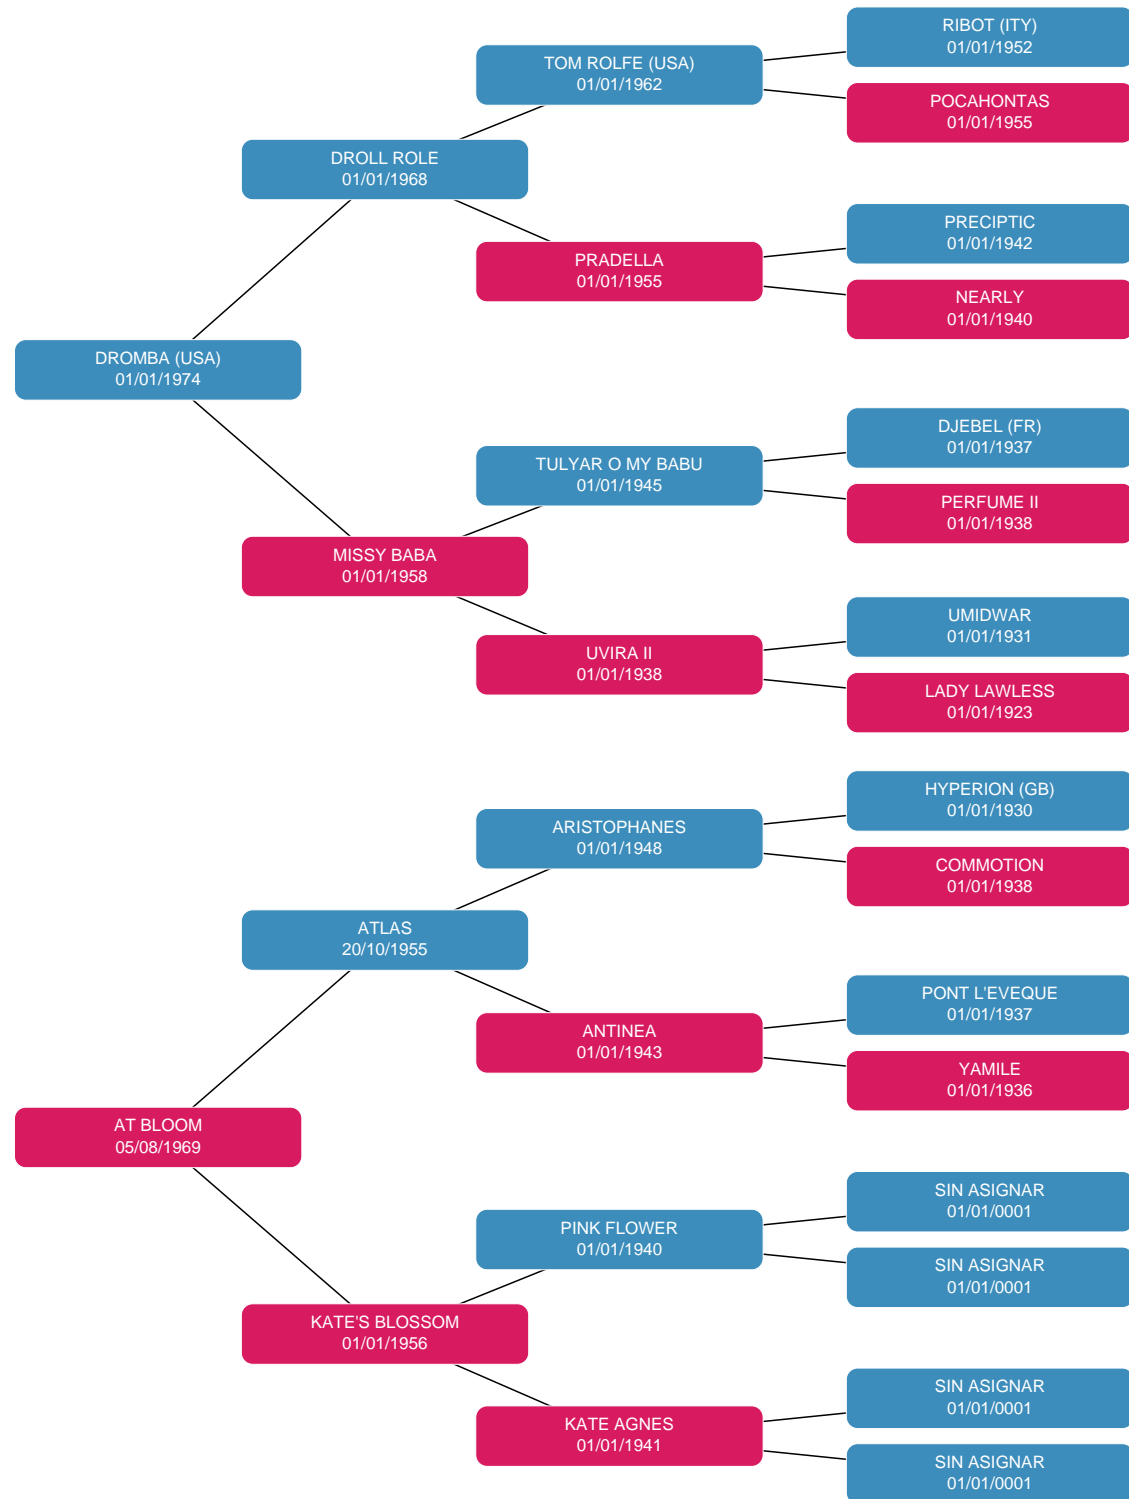 RIBOT (ITY)
01/01/1952
TOM ROLFE (USA)
01/01/1962
POCAHONTAS
01/01/1955
DROLL ROLE
01/01/1968
PRECIPTIC
01/01/1942
PRADELLA
01/01/1955
NEARLY
01/01/1940
DROMBA (USA)
01/01/1974
DJEBEL (FR)
01/01/1937
TULYAR O MY BABU
01/01/1945
PERFUME II
01/01/1938
MISSY BABA
01/01/1958
UMIDWAR
01/01/1931
UVIRA II
01/01/1938
LADY LAWLESS
01/01/1923
HYPERION (GB)
01/01/1930
ARISTOPHANES
01/01/1948
COMMOTION
01/01/1938
ATLAS
20/10/1955
PONT L'EVEQUE
01/01/1937
ANTINEA
01/01/1943
YAMILE
01/01/1936
AT BLOOM
05/08/1969
SIN ASIGNAR
01/01/0001
PINK FLOWER
01/01/1940
SIN ASIGNAR
01/01/0001
KATE'S BLOSSOM
01/01/1956
SIN ASIGNAR
01/01/0001
KATE AGNES
01/01/1941
SIN ASIGNAR
01/01/0001